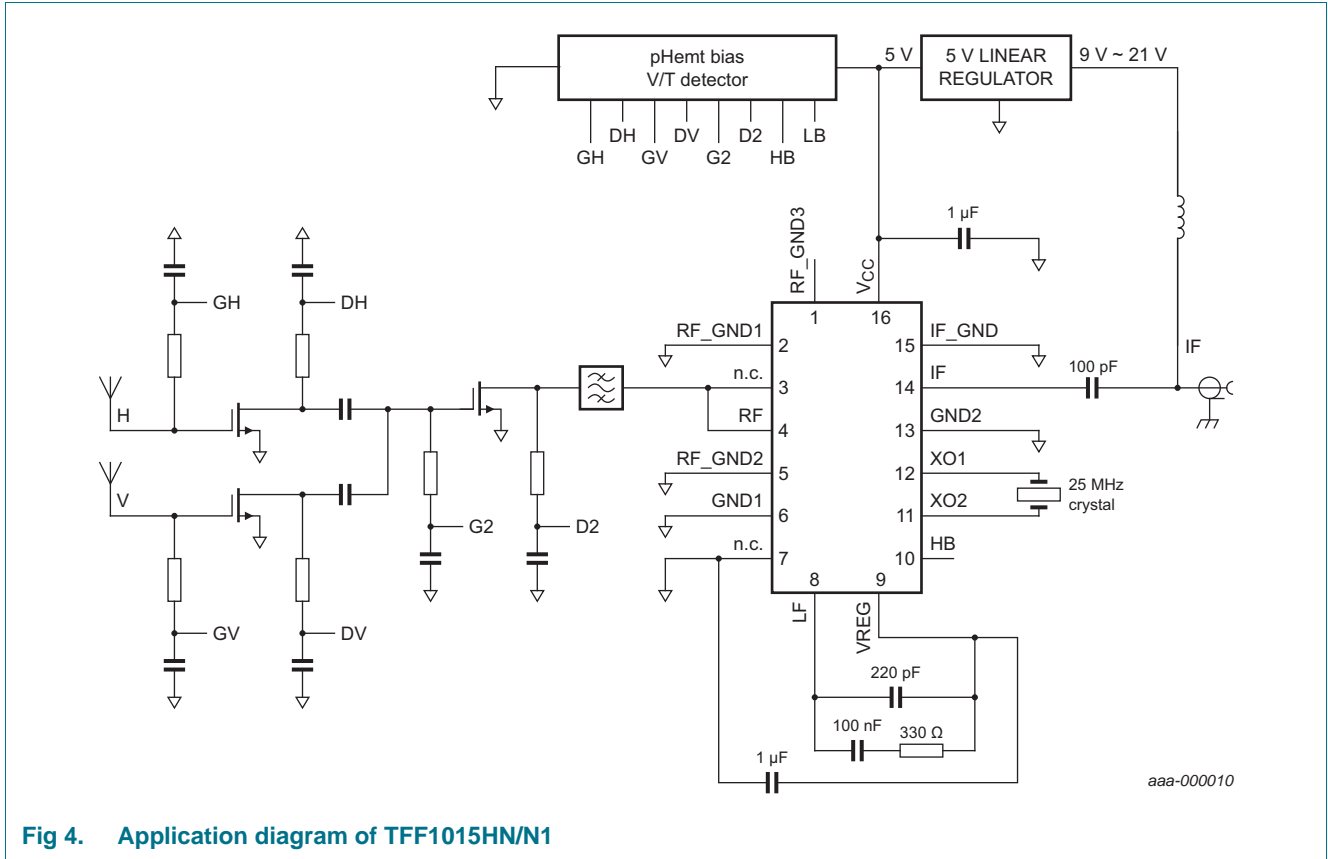 pHemt bias
V/T detector
5 V
5 V LINEAR
REGULATOR
9 V ~ 21 V
GH
DH
GV
DV
G2
D2
HB
LB
RF_GND3
VCC
1 µF
GH
DH
H
V
GV
DV
G2
D2
RF_GND1
n.c.
RF
RF_GND2
GND1
n.c.
1
16
2
3
4
5
6
7
8
9
15
14
13
12
11
10
IF_GND
IF
GND2
XO1
XO2
HB
100 pF
IF
25 MHz
crystal
LF
VREG
220 pF
100 nF
330 Ω
1 µF
aaa-000010
Fig 4. Application diagram of TFF1015HN/N1